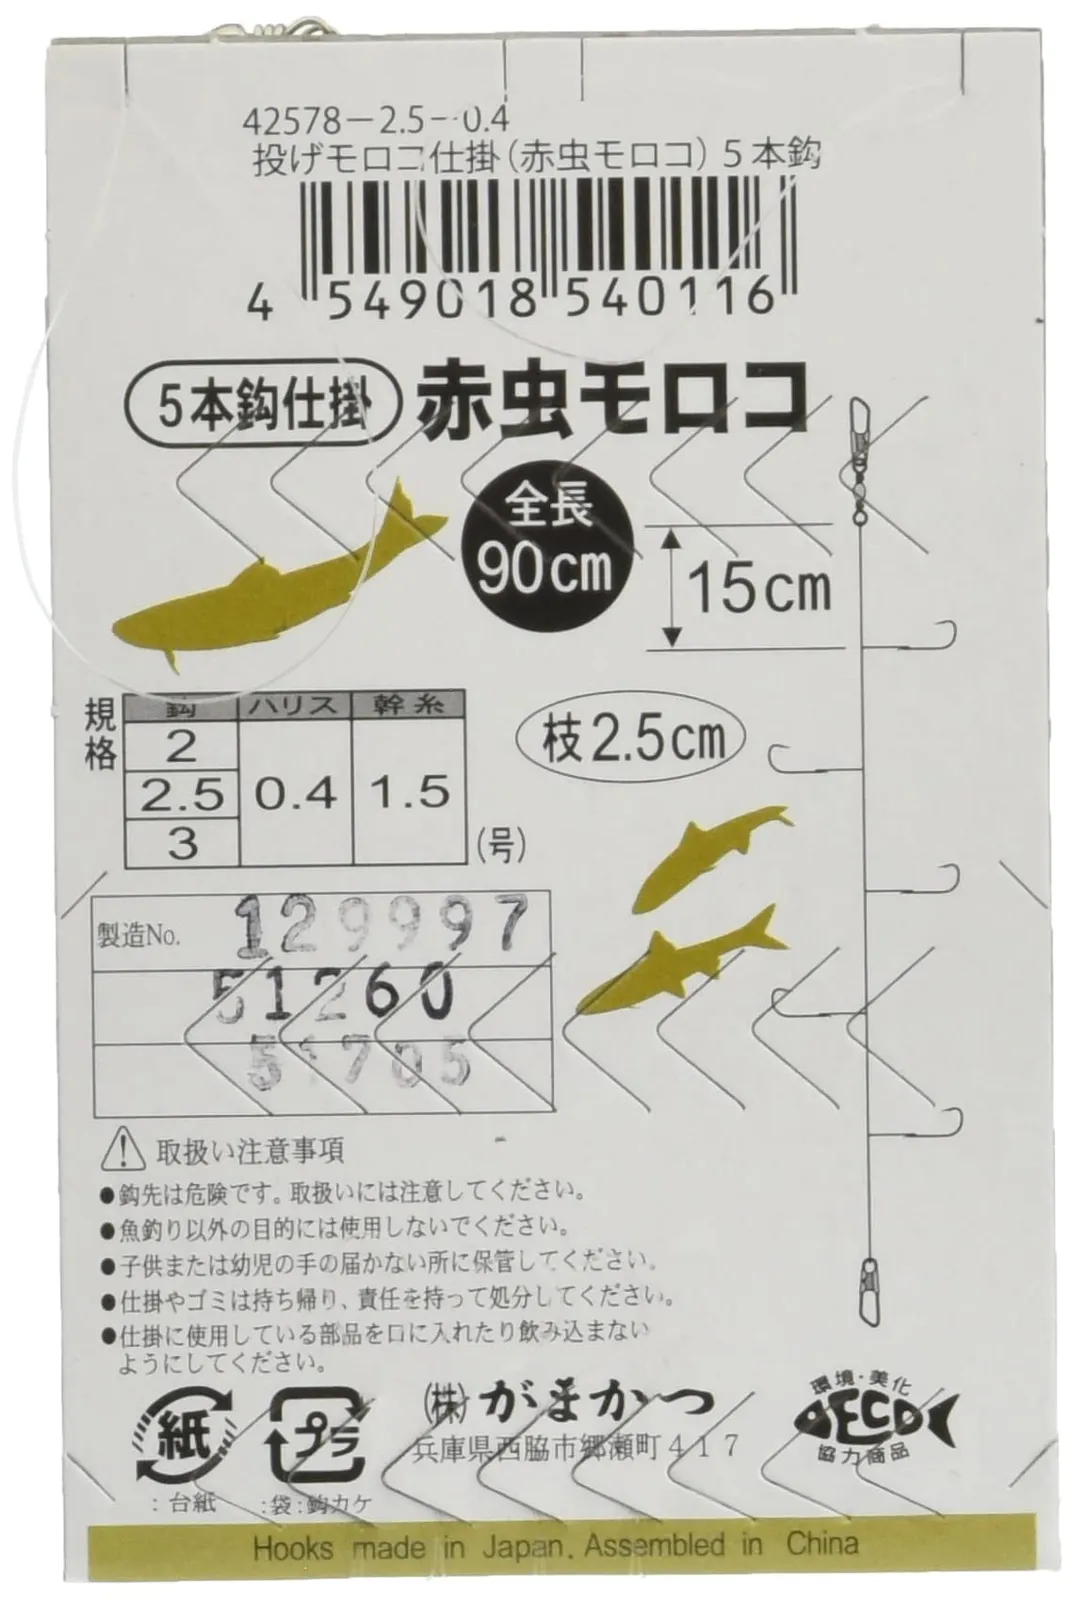 42578-2.5-0.4
投げモロコ仕掛(赤虫モロコ)5本鈎
4 549018 540116
5本鈎仕掛 赤虫モロコ
全長
90cm
15cm
枝2.5cm
規格
鈎 ハリス 幹糸
2
2.5 0.4 1.5
3
(号)
製造No. 129997
51260
51705
取扱い注意事項
●鈎先は危険です。取扱いには注意してください。
●魚釣り以外の目的には使用しないでください。
●子供または幼児の手の届かない所に保管してください。
●仕掛やゴミは持ち帰り、責任を持って処分してください。
●仕掛に使用している部品を口に入れたり飲み込まない
ようにしてください。
紙
:台紙
プラ
:袋:鈎カケ
(株)がまかつ
兵庫県西脇市郷瀬町417
環境・美化
ECO
協力商品
Hooks made in Japan. Assembled in China